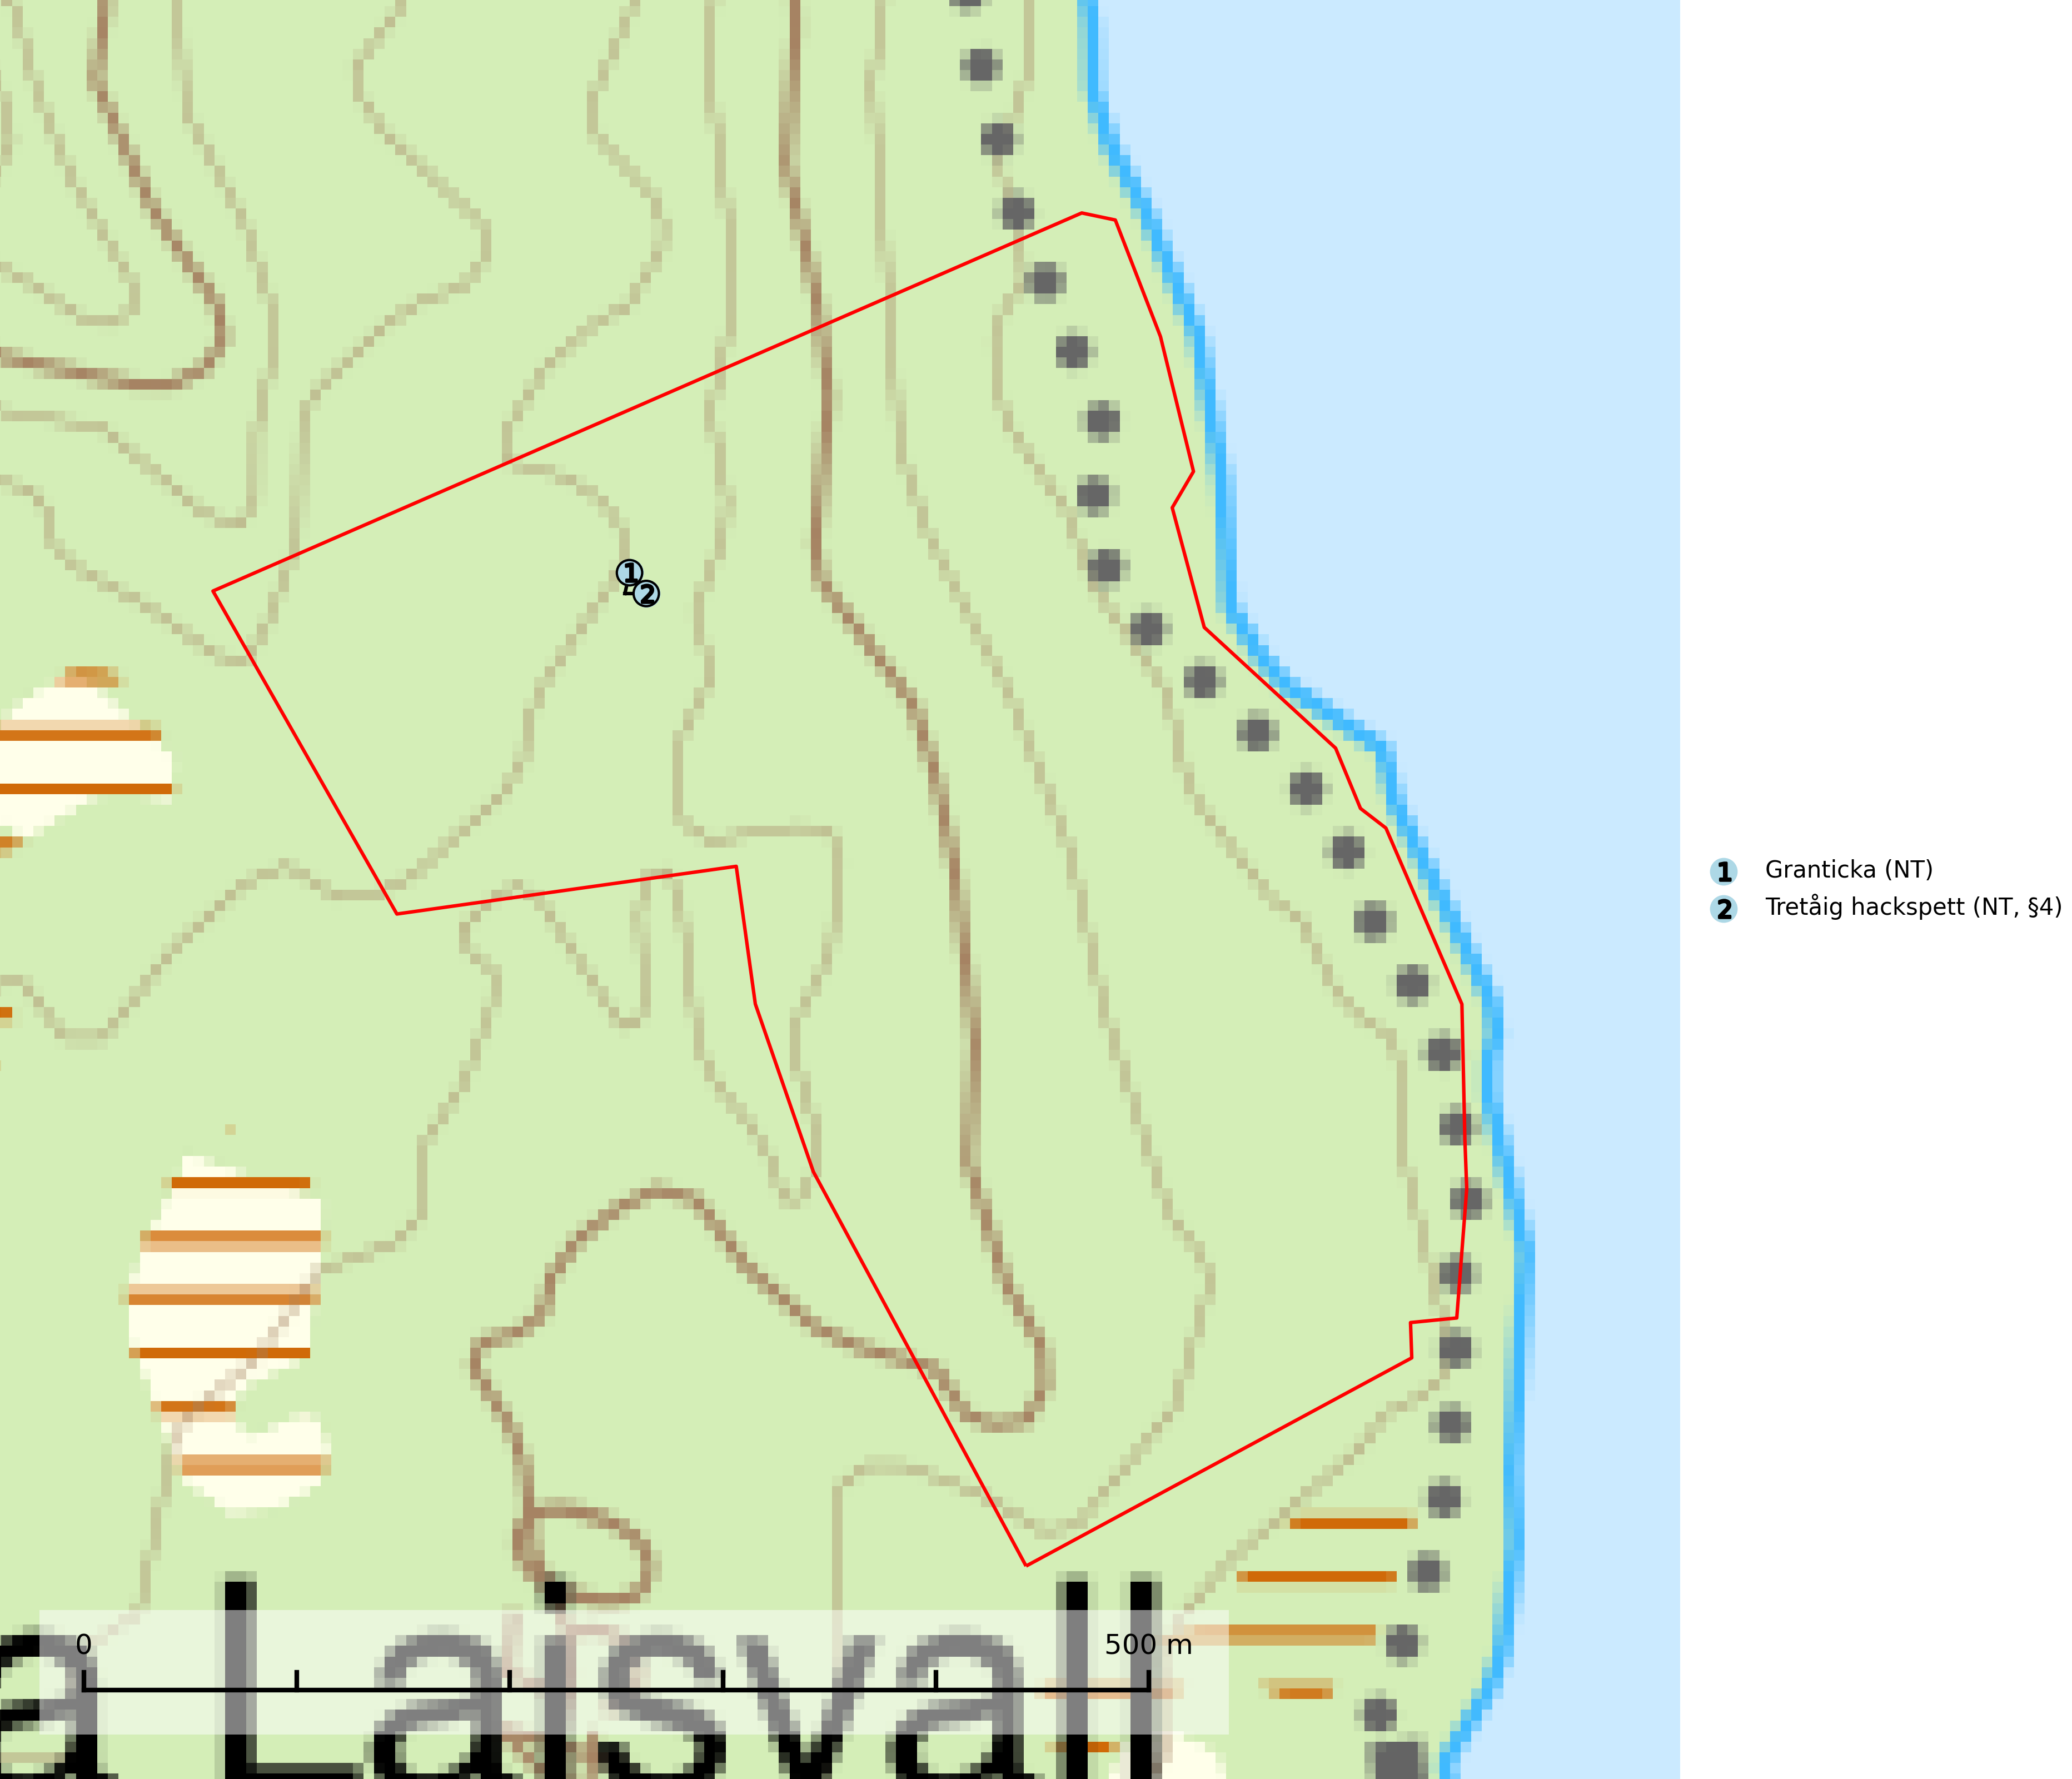 1
2
1 Granticka (NT)
2 Tretåig hackspett (NT, §4)
a Laisvall
0 500 m